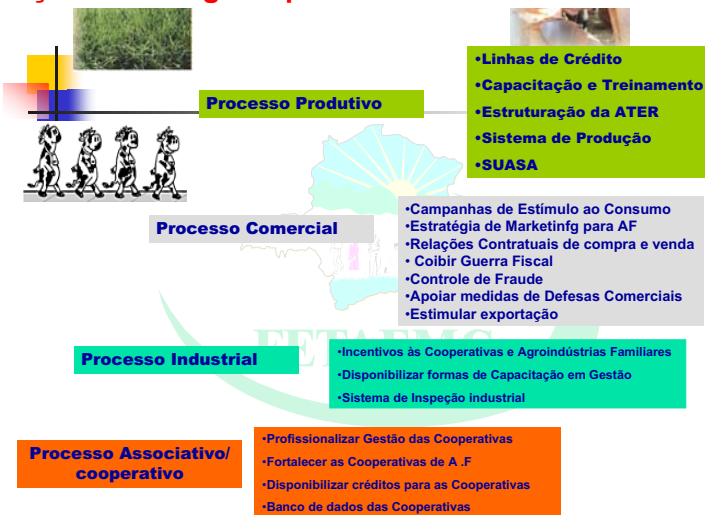 Processo Produtivo
•Linhas de Crédito
•Capacitação e Treinamento
•Estruturação da ATER
•Sistema de Produção
•SUASA
Processo Comercial
•Campanhas de Estímulo ao Consumo
•Estratégia de Marketinfg para AF
•Relações Contratuais de compra e venda
• Coibir Guerra Fiscal
•Controle de Fraude
•Apoiar medidas de Defesas Comerciais
•Estimular exportação
FETAEMG
Processo Industrial
•Incentivos às Cooperativas e Agroindústrias Familiares
•Disponibilizar formas de Capacitação em Gestão
•Sistema de Inspeção industrial
Processo Associativo/
cooperativo
•Profissionalizar Gestão das Cooperativas
•Fortalecer as Cooperativas de A .F
•Disponibilizar créditos para as Cooperativas
•Banco de dados das Cooperativas